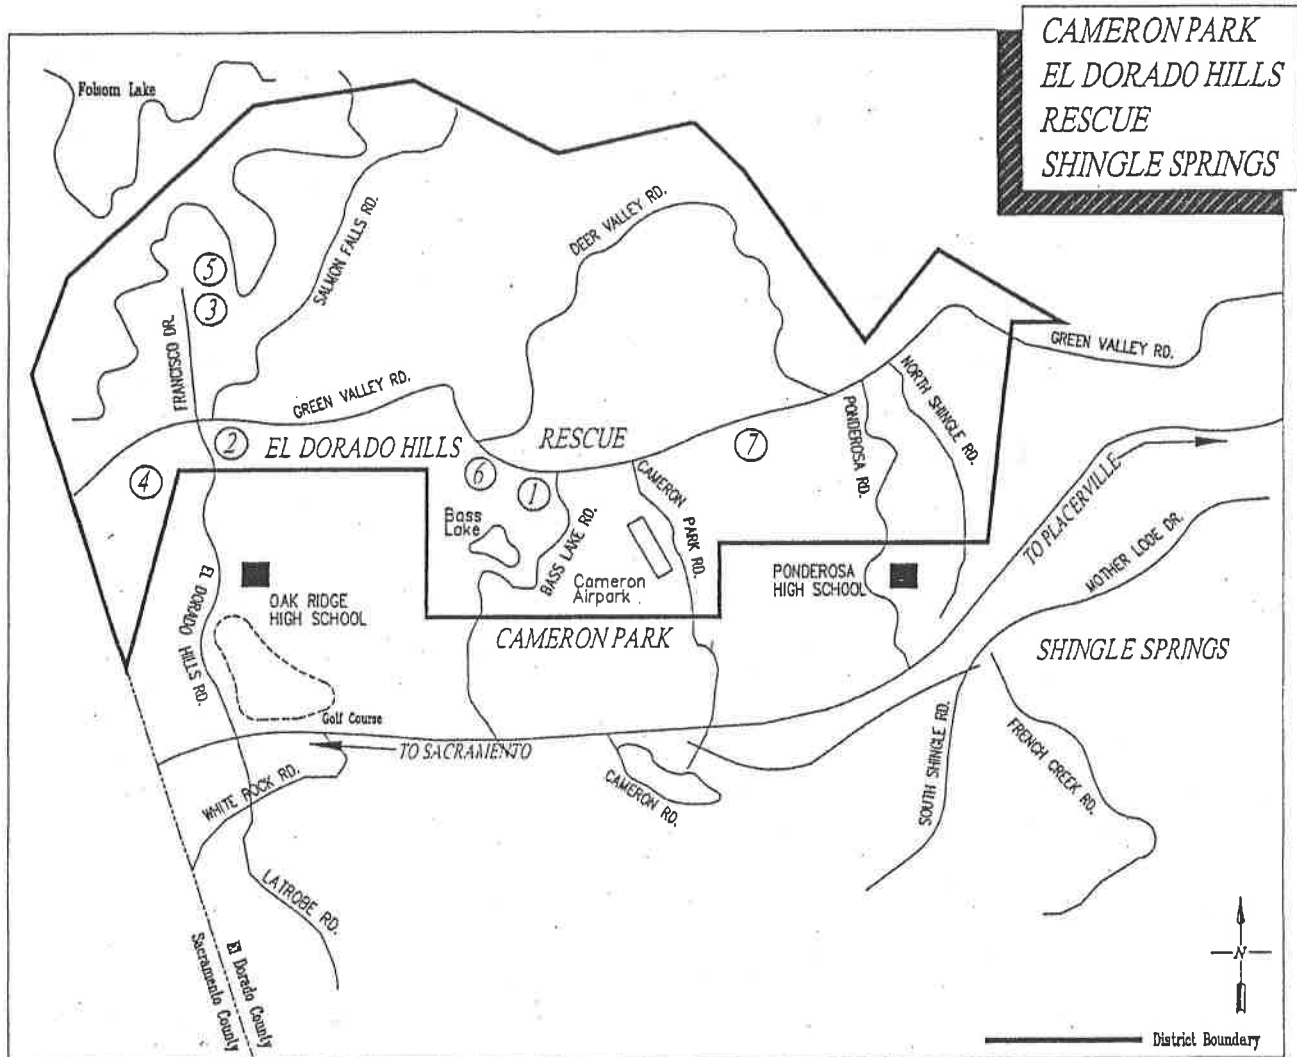 CAMERON PARK
EL DORADO HILLS
RESCUE
SHINGLE SPRINGS
Folsom Lake
SALMON FALLS RD.
DEER VALLEY RD.
5
3
FRANCISCO DR.
GREEN VALLEY RD.
GREEN VALLEY RD.
NORTH SHINGLE RD.
PONDEROSA RD.
2
EL DORADO HILLS
RESCUE
7
4
6
1
CAMERON
PARK RD.
Bass
Lake
BASS LAKE RD.
TO PLACERVILLE
MOTHER LODE DR.
EL DORADO HILLS RD.
OAK RIDGE
HIGH SCHOOL
Cameron
Airpark
PONDEROSA
HIGH SCHOOL
CAMERON PARK
SHINGLE SPRINGS
Golf Course
TO SACRAMENTO
WHITE ROCK RD.
CAMERON RD.
SOUTH SHINGLE RD.
FRENCH CREEK RD.
LATROBE RD.
El Dorado County
Sacramento County
N
District Boundary